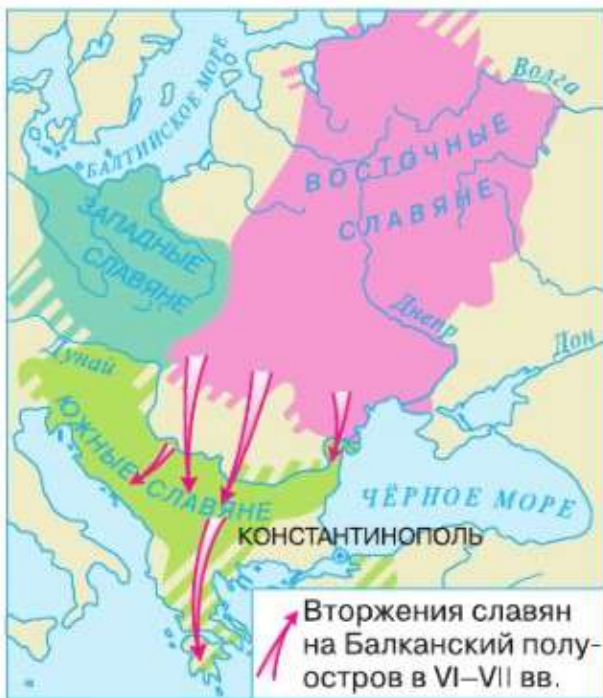 Волга
БАЛТИЙСКОЕ МОРЕ
ВОСТОЧНЫЕ
СЛАВЯНЕ
ЗАПАДНЫЕ
СЛАВЯНЕ
Днепр
Дон
Дунай
ЮЖНЫЕ СЛАВЯНЕ
ЧЁРНОЕ МОРЕ
КОНСТАНТИНОПОЛЬ
Вторжения славян
на Балканский полу-
остров в VI–VII вв.